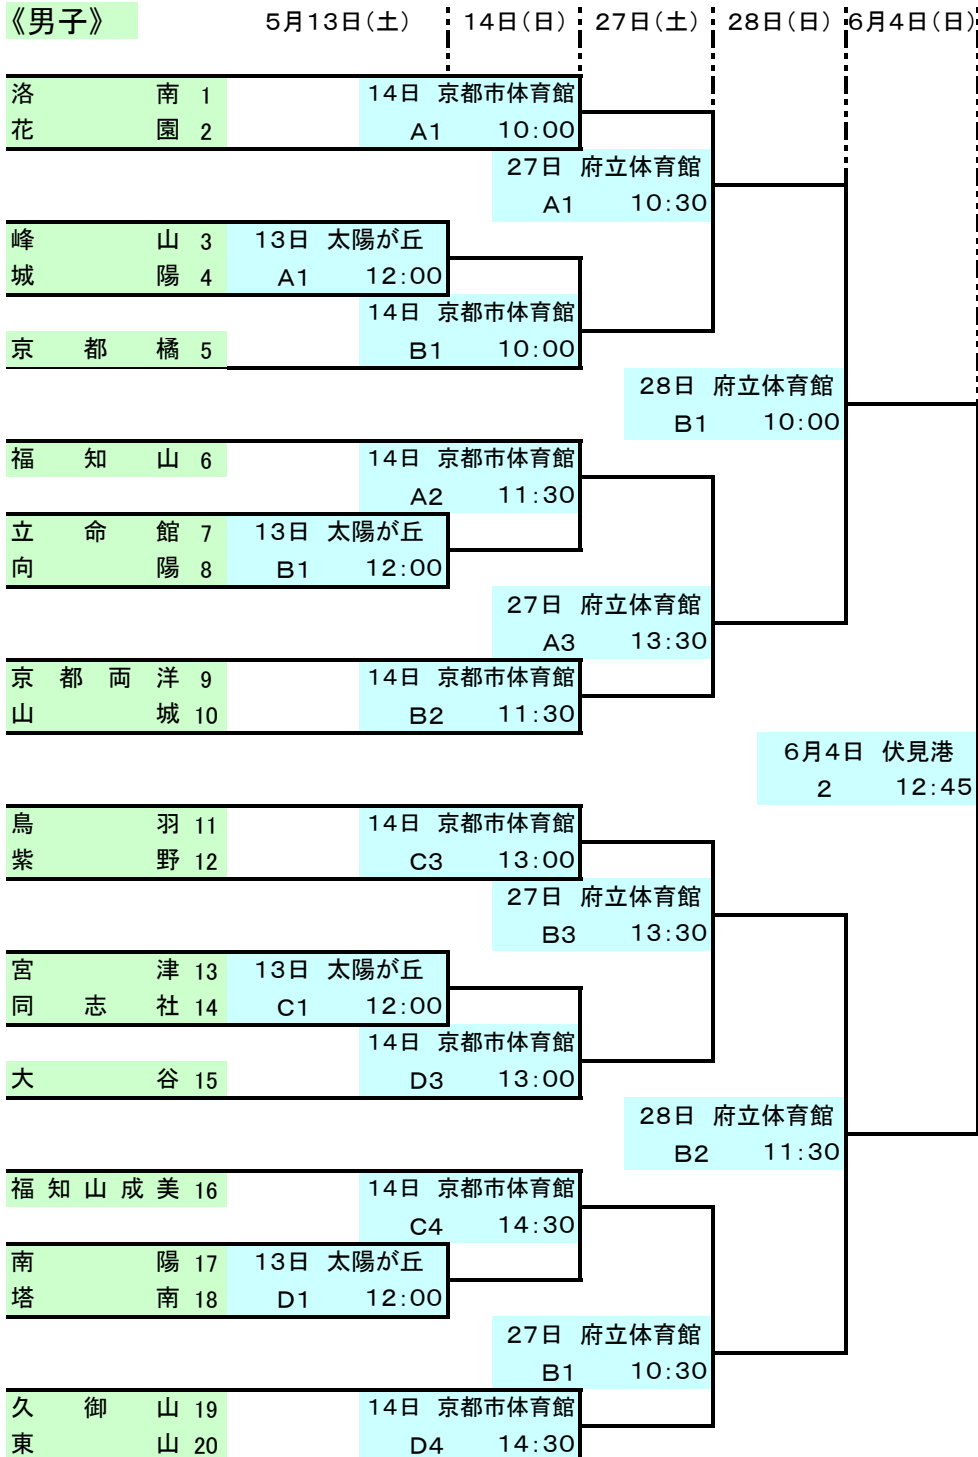 《男子》 5月13日(土) 14日(日) 27日(土) 28日(日) 6月4日(日)
洛南 1 14日 京都市体育館
花園 2 A1 10:00
27日 府立体育館
A1 10:30
峰山 3 13日 太陽が丘
城陽 4 A1 12:00
14日 京都市体育館
京都橘 5 B1 10:00
28日 府立体育館
B1 10:00
福知山 6 14日 京都市体育館
A2 11:30
立命館 7 13日 太陽が丘
向陽 8 B1 12:00
27日 府立体育館
A3 13:30
京都両洋 9 14日 京都市体育館
山城 10 B2 11:30
6月4日 伏見港
2 12:45
鳥羽 11 14日 京都市体育館
紫野 12 C3 13:00
27日 府立体育館
B3 13:30
宮津 13 13日 太陽が丘
同志社 14 C1 12:00
14日 京都市体育館
大谷 15 D3 13:00
28日 府立体育館
B2 11:30
福知山成美 16 14日 京都市体育館
C4 14:30
南陽 17 13日 太陽が丘
塔南 18 D1 12:00
27日 府立体育館
B1 10:30
久御山 19 14日 京都市体育館
東山 20 D4 14:30